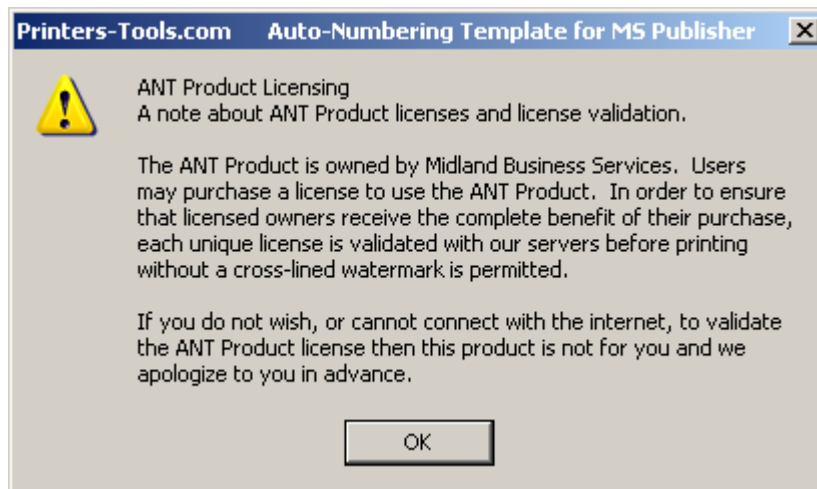 Printers-Tools.com Auto-Numbering Template for MS Publisher
ANT Product Licensing
A note about ANT Product licenses and license validation.
The ANT Product is owned by Midland Business Services. Users
may purchase a license to use the ANT Product. In order to ensure
that licensed owners receive the complete benefit of their purchase,
each unique license is validated with our servers before printing
without a cross-lined watermark is permitted.
If you do not wish, or cannot connect with the internet, to validate
the ANT Product license then this product is not for you and we
apologize to you in advance.
OK